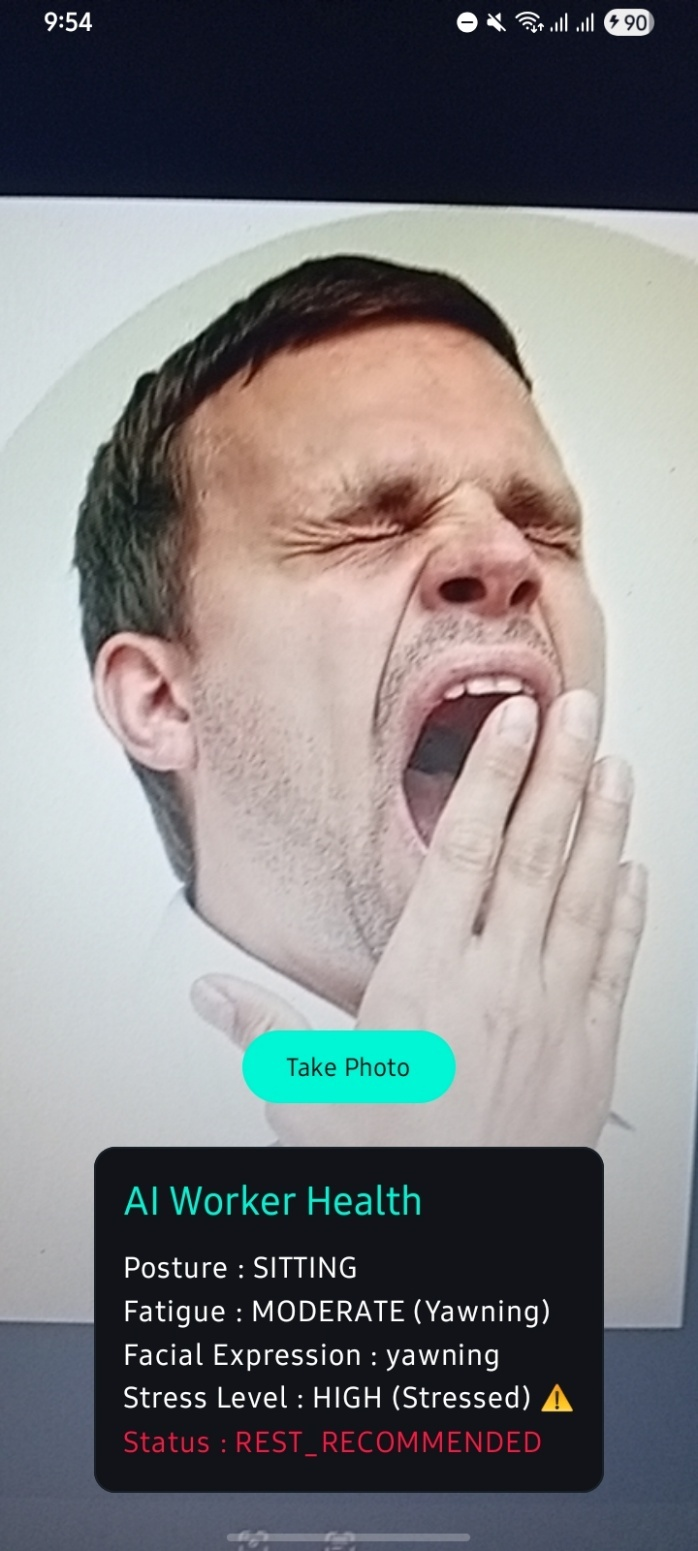 9:54
90
Take Photo
AI Worker Health
Posture : SITTING
Fatigue : MODERATE (Yawning)
Facial Expression : yawning
Stress Level : HIGH (Stressed) ⚠️
Status : REST_RECOMMENDED